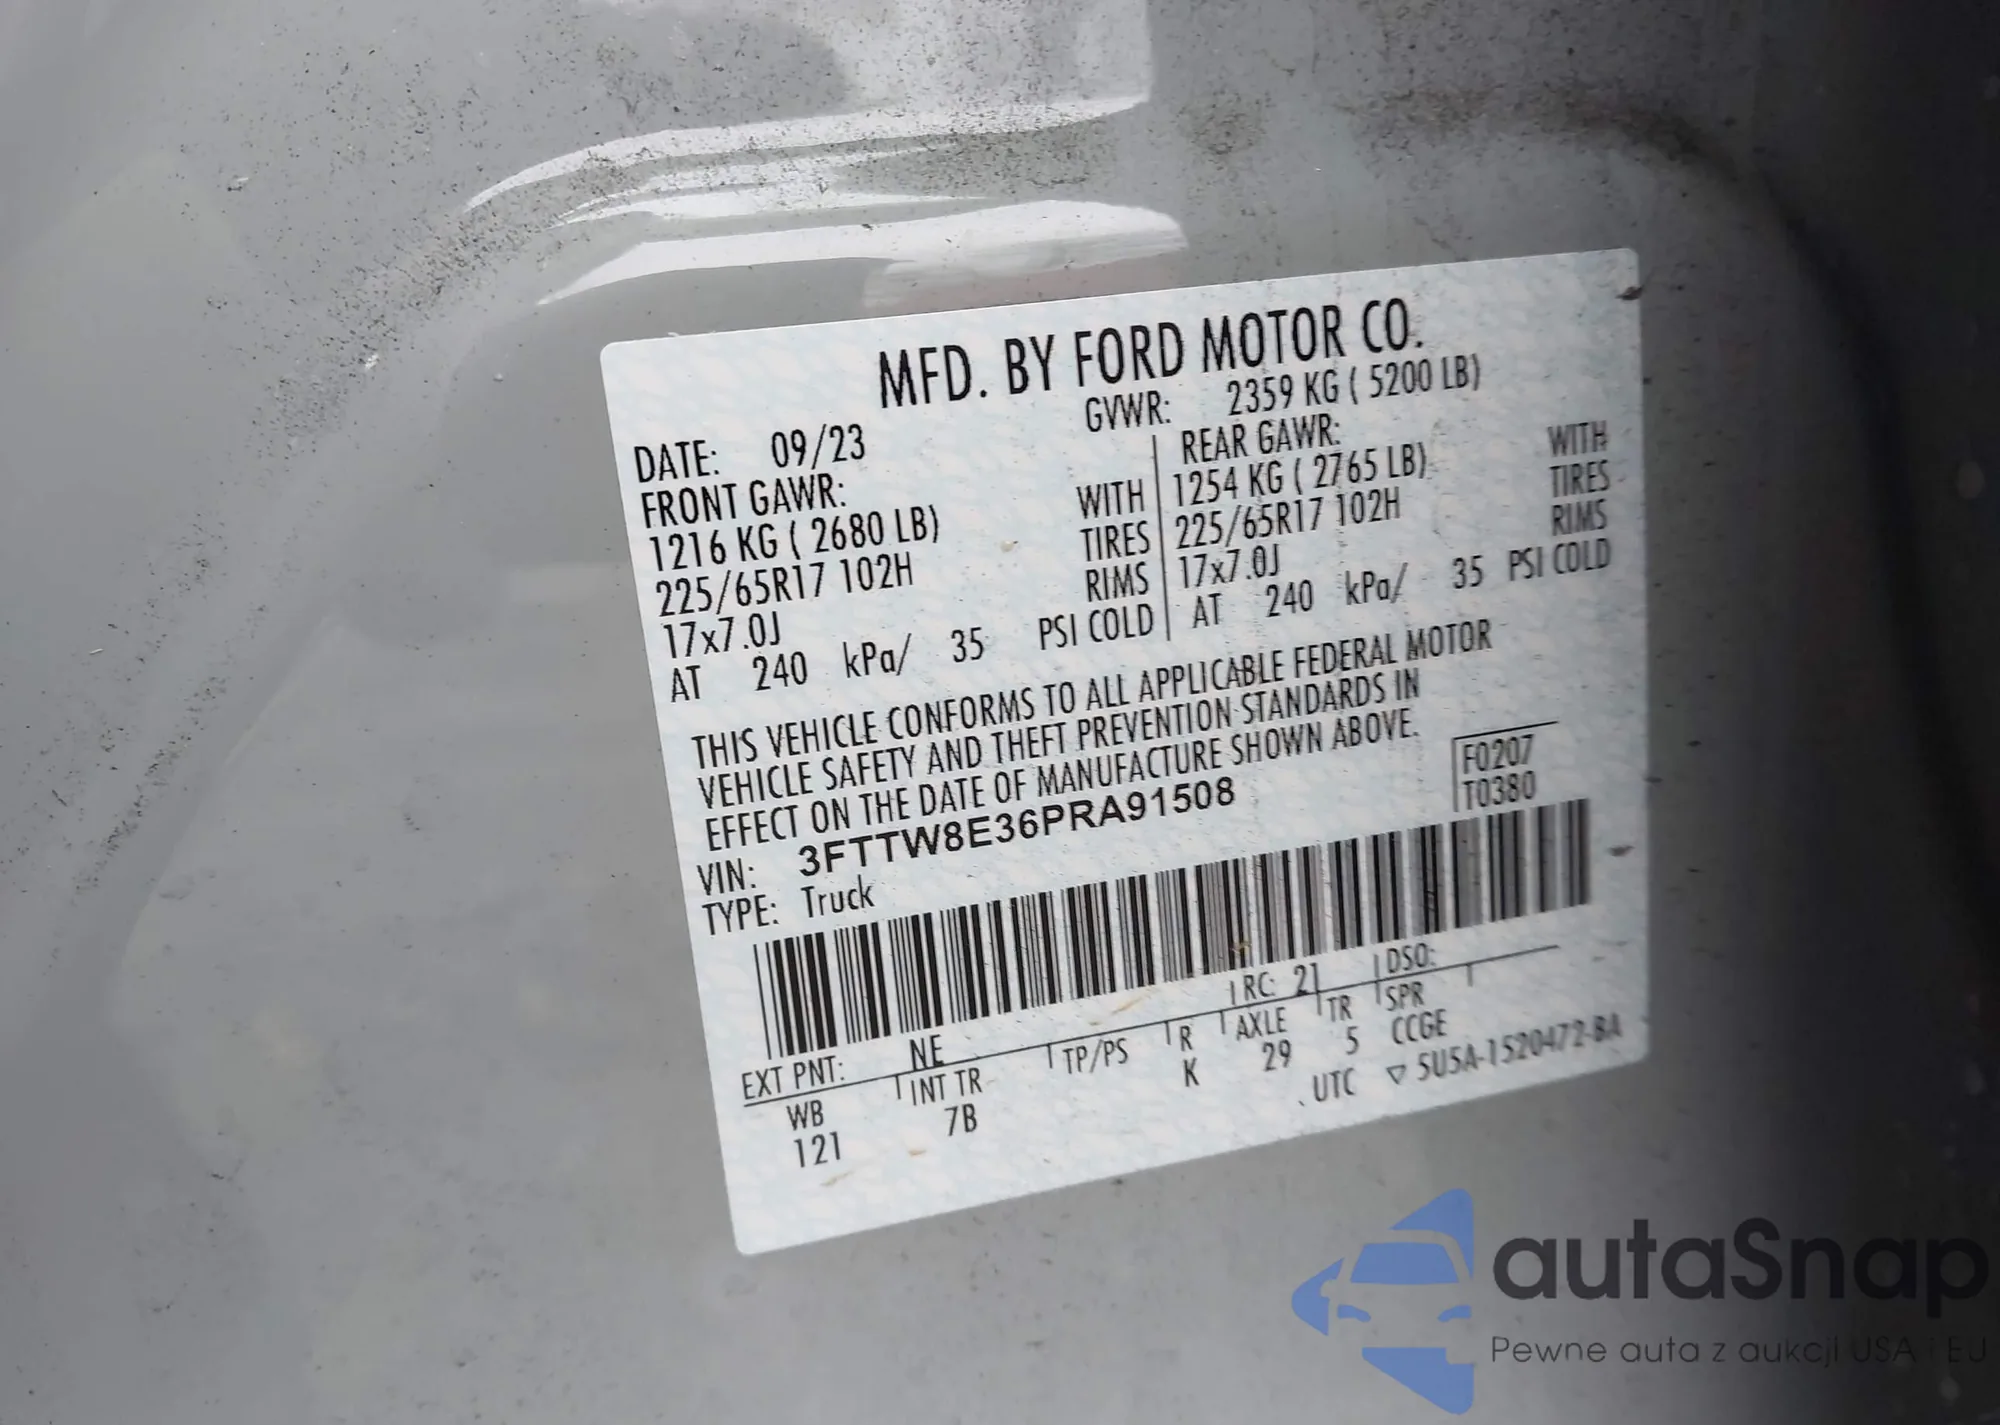 MFD. BY FORD MOTOR CO.
DATE: 09/23 GVWR: 2359 KG ( 5200 LB)
FRONT GAWR: REAR GAWR:
1216 KG ( 2680 LB) WITH 1254 KG ( 2765 LB) WITH
225/65R17 102H TIRES 225/65R17 102H TIRES
17x7.0J RIMS 17x7.0J RIMS
AT 240 kPa/ 35 PSI COLD AT 240 kPa/ 35 PSI COLD
THIS VEHICLE CONFORMS TO ALL APPLICABLE FEDERAL MOTOR
VEHICLE SAFETY AND THEFT PREVENTION STANDARDS IN
EFFECT ON THE DATE OF MANUFACTURE SHOWN ABOVE.
VIN: 3FTTW8E36PRA91508 F0207
TYPE: Truck T0380
EXT PNT: NE RC: 21 DSO:
WB INT TR TP/PS R AXLE TR SPR
121 7B K 29 5 CCGE
UTC ▽ 5U5A-1520472-BA
autaSnap
Pewne auta z aukcji USA i EU